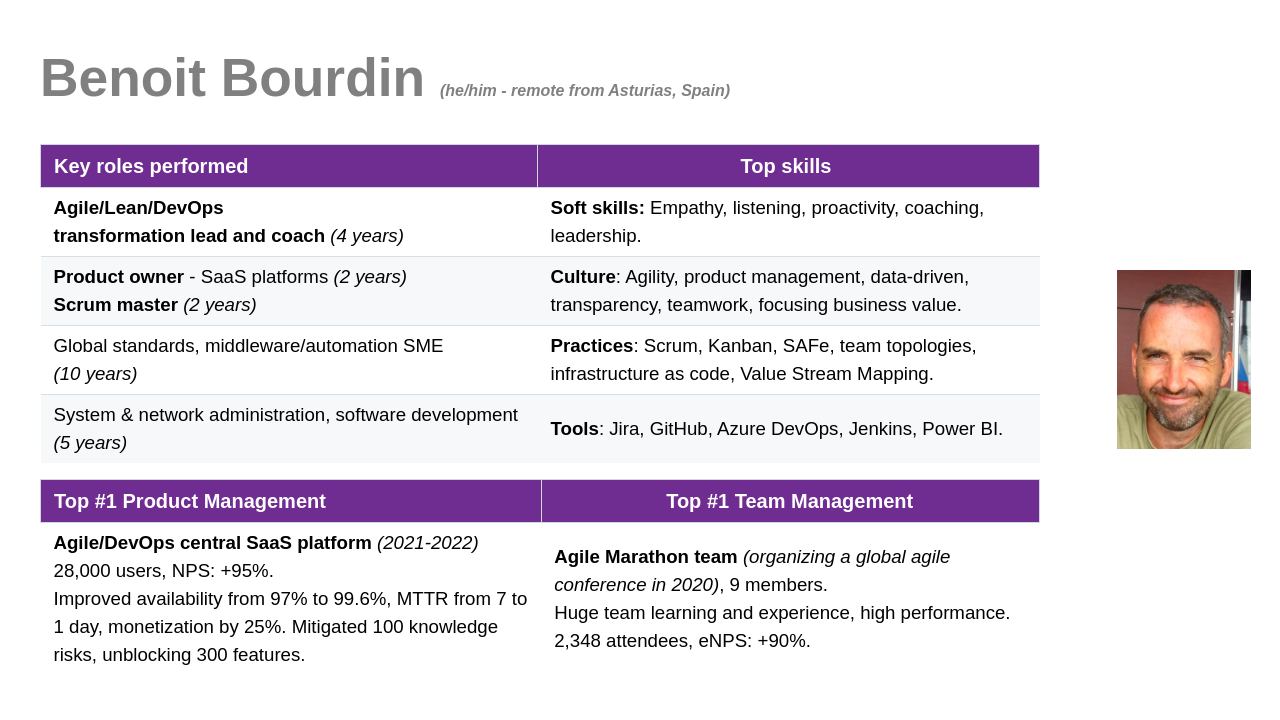 Benoit Bourdin (he/him - remote from Asturias, Spain)
Key roles performed
Top skills
Agile/Lean/DevOps
transformation lead and coach (4 years)
Soft skills: Empathy, listening, proactivity, coaching,
leadership.
Product owner - SaaS platforms (2 years)
Scrum master (2 years)
Culture: Agility, product management, data-driven,
transparency, teamwork, focusing business value.
Global standards, middleware/automation SME
(10 years)
Practices: Scrum, Kanban, SAFe, team topologies,
infrastructure as code, Value Stream Mapping.
System & network administration, software development
(5 years)
Tools: Jira, GitHub, Azure DevOps, Jenkins, Power BI.
Top #1 Product Management
Top #1 Team Management
Agile/DevOps central SaaS platform (2021-2022)
28,000 users, NPS: +95%.
Improved availability from 97% to 99.6%, MTTR from 7 to
1 day, monetization by 25%. Mitigated 100 knowledge
risks, unblocking 300 features.
Agile Marathon team (organizing a global agile
conference in 2020), 9 members.
Huge team learning and experience, high performance.
2,348 attendees, eNPS: +90%.